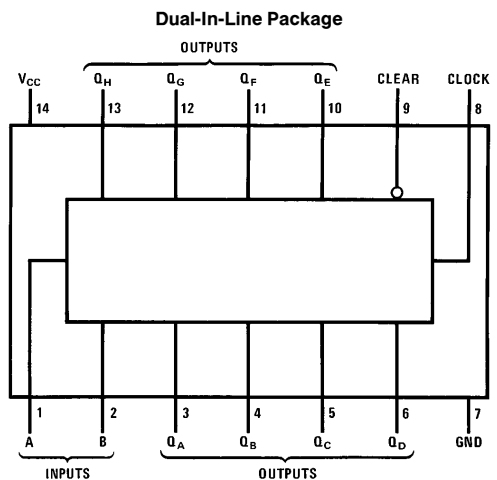 Dual-In-Line Package
OUTPUTS
VCC QH QG QF QE CLEAR CLOCK
14 13 12 11 10 9 8
1 2 3 4 5 6 7
A B QA QB QC QD GND
INPUTS OUTPUTS